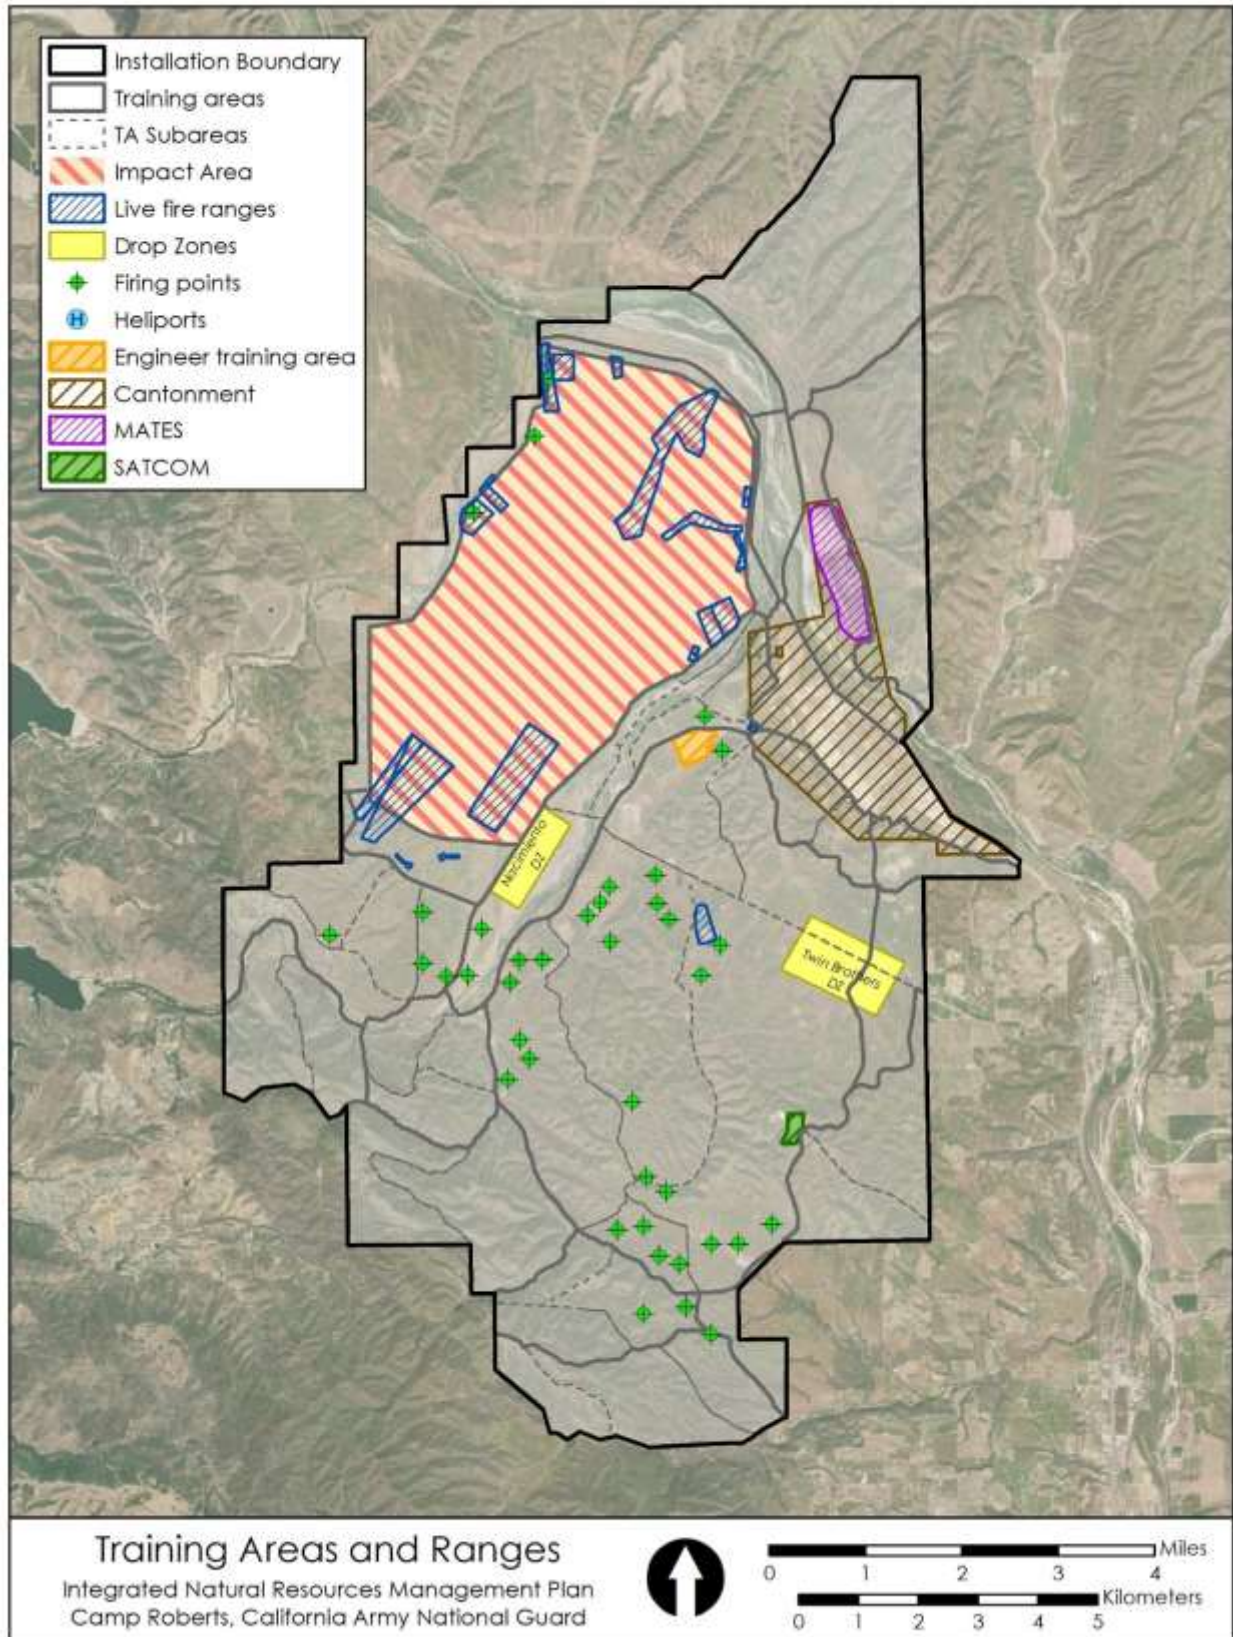 Installation Boundary
Training areas
TA Subareas
Impact Area
Live fire ranges
Drop Zones
Firing points
H Heliports
Engineer training area
Cantonment
MATES
SATCOM
Nacimiento
DZ
Twin Brothers
DZ
Training Areas and Ranges
Integrated Natural Resources Management Plan
Camp Roberts, California Army National Guard
Miles
0 1 2 3 4
Kilometers
0 1 2 3 4 5